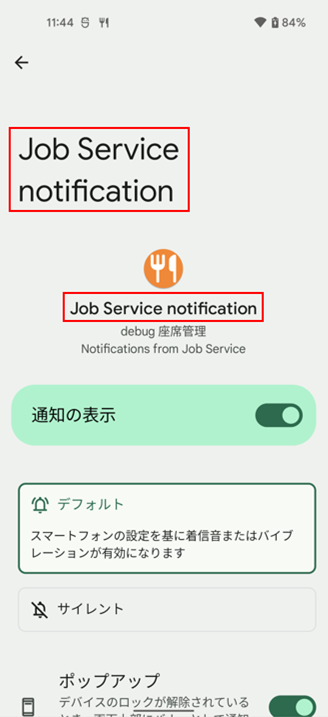 11:44
84%
Job Service
notification
Job Service notification
debug 座席管理
Notifications from Job Service
通知の表示
デフォルト
スマートフォンの設定を基に着信音またはバイブ
レーションが有効になります
サイレント
ポップアップ
デバイスのロックが解除されている